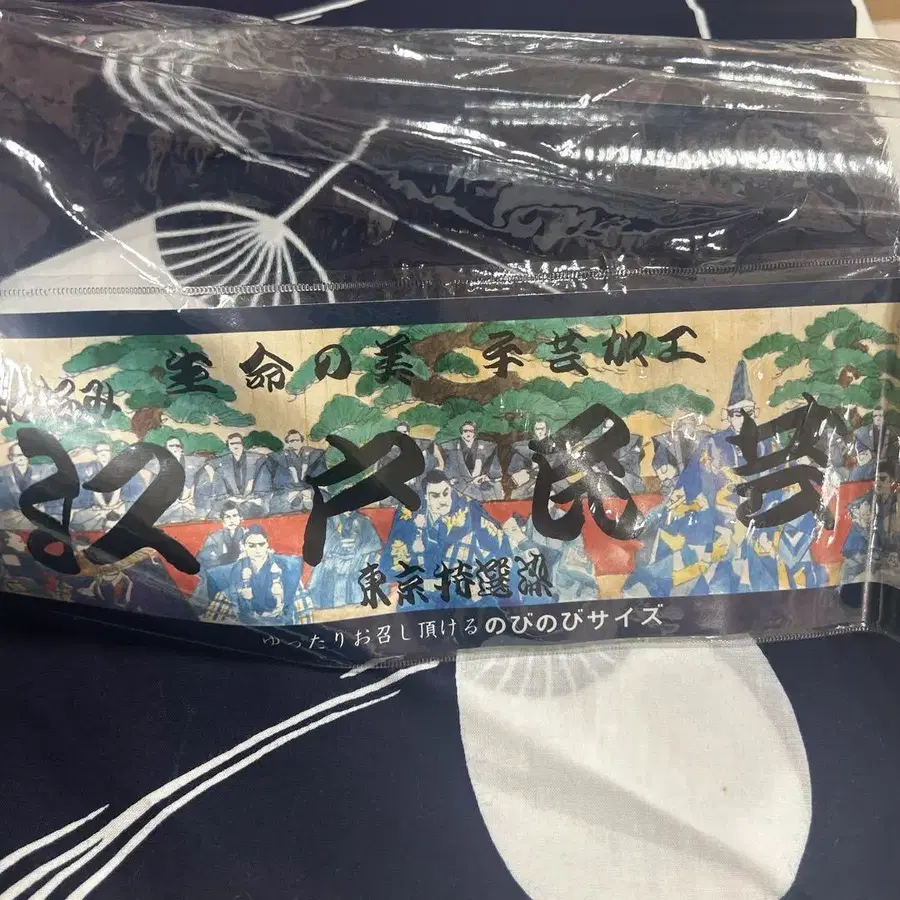 生命の美 手芸加工
江戸民芸
東京特選染
ゆったりお召し頂ける のびのびサイズ